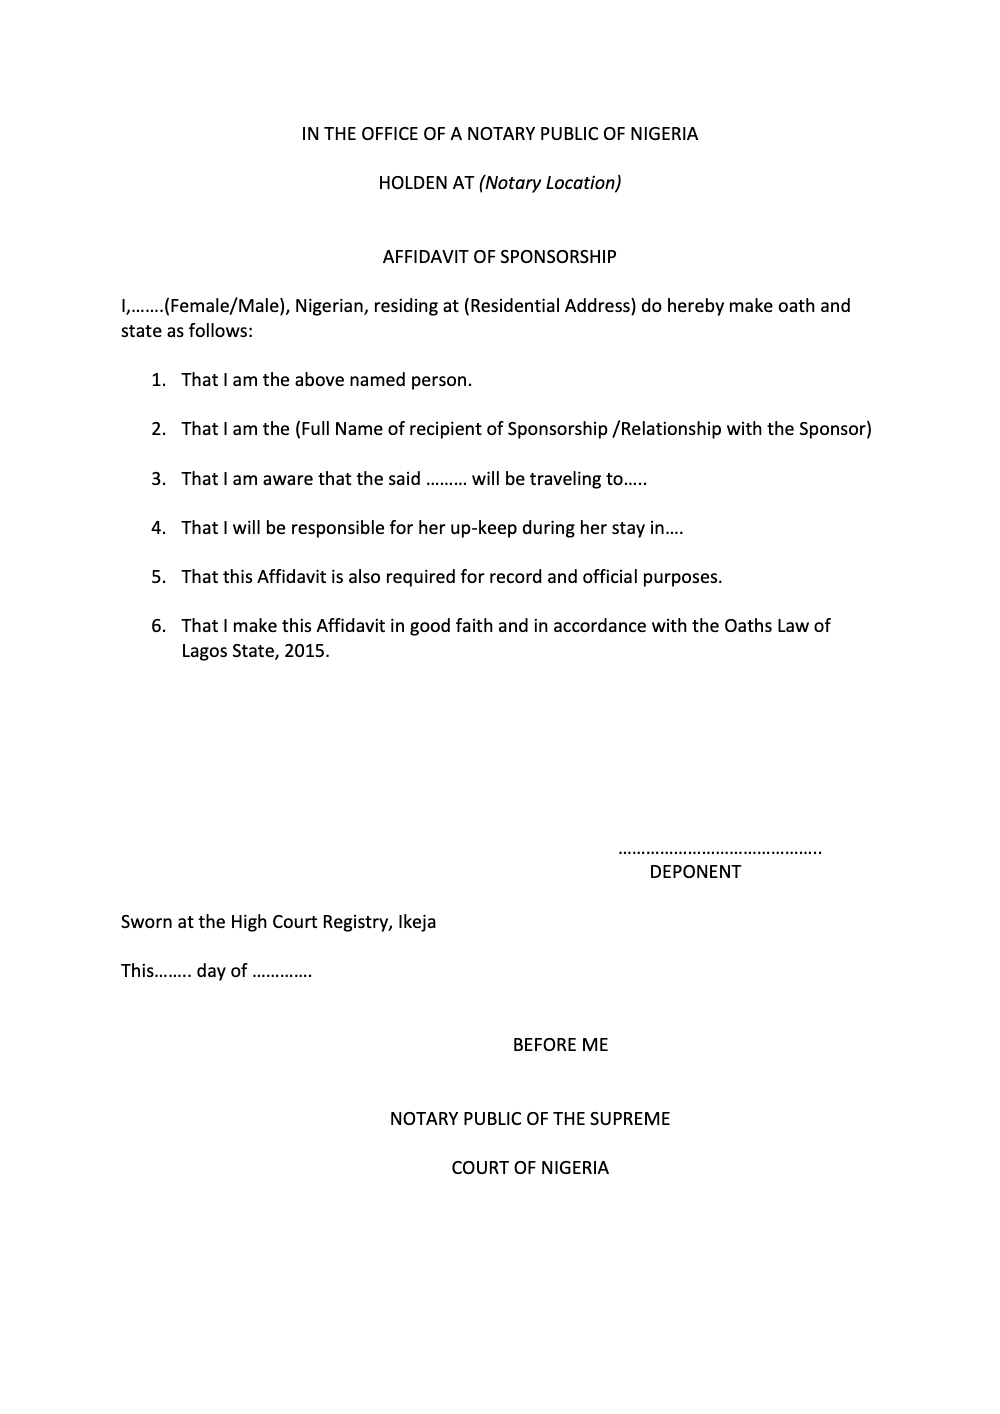 IN THE OFFICE OF A NOTARY PUBLIC OF NIGERIA
HOLDEN AT (Notary Location)
AFFIDAVIT OF SPONSORSHIP
I,…….(Female/Male), Nigerian, residing at (Residential Address) do hereby make oath and
state as follows:
1. That I am the above named person.
2. That I am the (Full Name of recipient of Sponsorship /Relationship with the Sponsor)
3. That I am aware that the said ……… will be traveling to…..
4. That I will be responsible for her up-keep during her stay in….
5. That this Affidavit is also required for record and official purposes.
6. That I make this Affidavit in good faith and in accordance with the Oaths Law of
Lagos State, 2015.
……………………………………..
DEPONENT
Sworn at the High Court Registry, Ikeja
This…….. day of ………….
BEFORE ME
NOTARY PUBLIC OF THE SUPREME
COURT OF NIGERIA